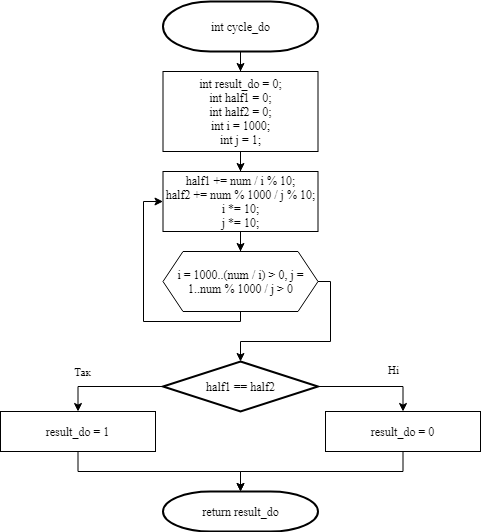 int cycle_do
int result_do = 0;
int half1 = 0;
int half2 = 0;
int i = 1000;
int j = 1;
half1 += num / i % 10;
half2 += num % 1000 / j % 10;
i *= 10;
j *= 10;
i = 1000..(num / i) > 0, j =
1..num % 1000 / j > 0
Так
Ні
half1 == half2
result_do = 1
result_do = 0
return result_do